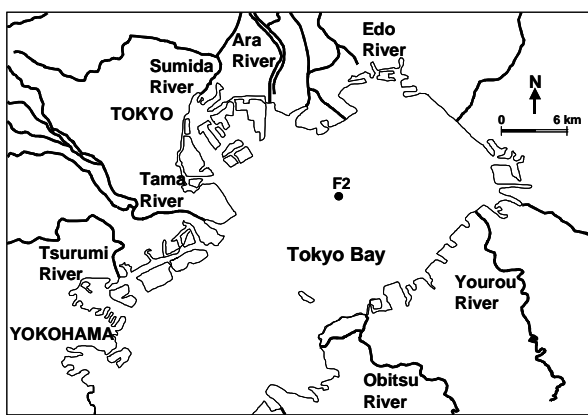 Edo
River
Ara
River
Sumida
River
TOKYO
N
0 6 km
Tama
River
F2
Tsurumi
River
Tokyo Bay
Yourou
River
YOKOHAMA
Obitsu
River